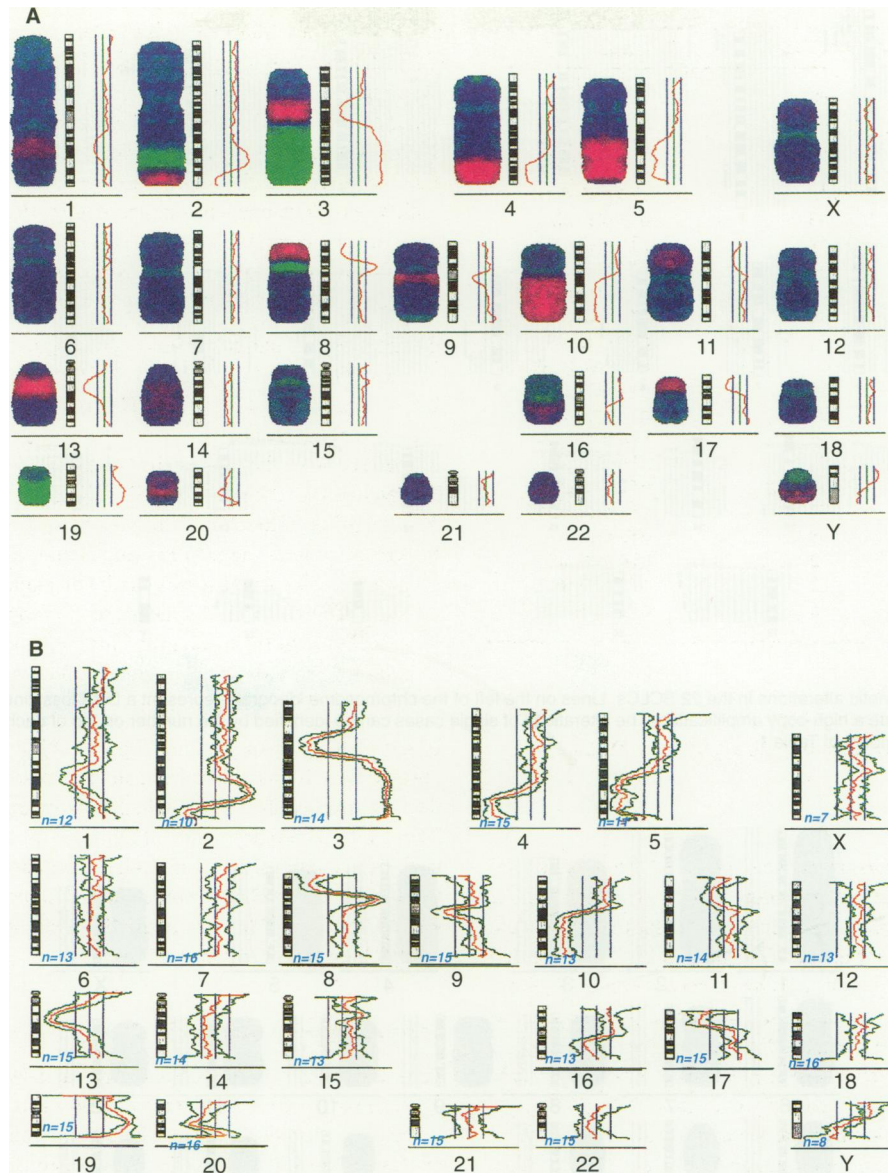 A
1 2 3 4 5 X
6 7 8 9 10 11 12
13 14 15 16 17 18
19 20 21 22 Y
B
n=12 n=10 n=14 n=15 n=14 n=7
1 2 3 4 5 X
n=13 n=16 n=15 n=15 n=13 n=14 n=13
6 7 8 9 10 11 12
n=15 n=14 n=13 n=13 n=15 n=16
13 14 15 16 17 18
n=15 n=16 n=15 n=15 n=8
19 20 21 22 Y